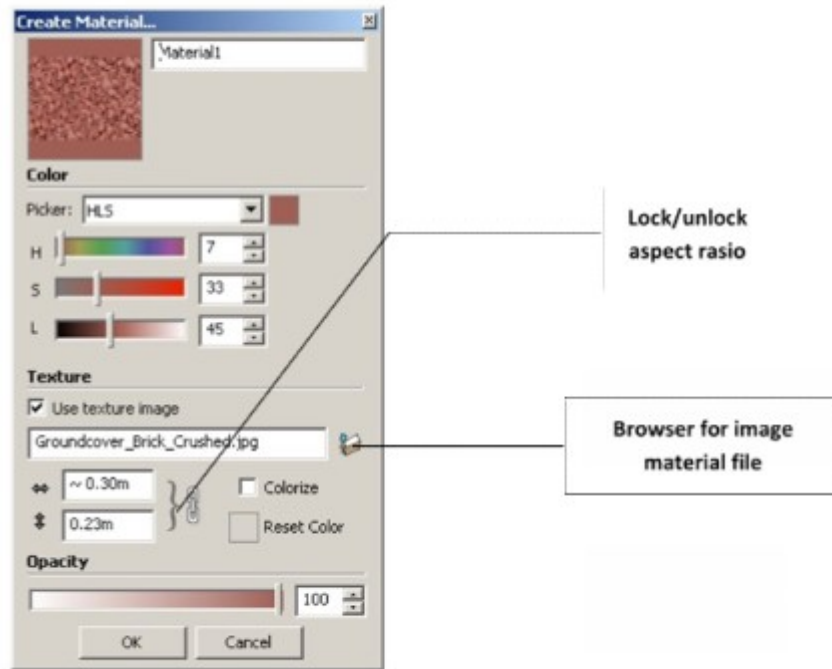 Create Material...
Material1
Color
Picker: HLS
H 7
S 33
L 45
Texture
Use texture image
Groundcover_Brick_Crushed.jpg
~ 0.30m
Colorize
0.23m
Reset Color
Opacity
100
OK Cancel
Lock/unlock
aspect rasio
Browser for image
material file